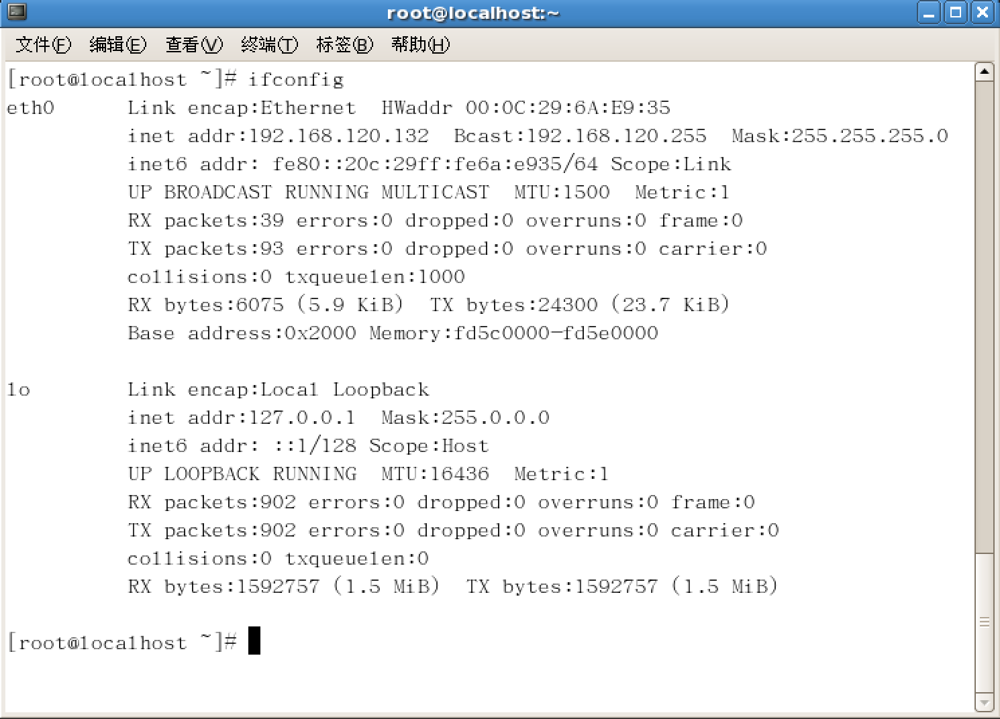 root@localhost:~
文件(F) 编辑(E) 查看(V) 终端(T) 标签(B) 帮助(H)
[root@localhost ~]# ifconfig
eth0      Link encap:Ethernet  HWaddr 00:0C:29:6A:E9:35
          inet addr:192.168.120.132  Bcast:192.168.120.255  Mask:255.255.255.0
          inet6 addr: fe80::20c:29ff:fe6a:e935/64 Scope:Link
          UP BROADCAST RUNNING MULTICAST  MTU:1500  Metric:1
          RX packets:39 errors:0 dropped:0 overruns:0 frame:0
          TX packets:93 errors:0 dropped:0 overruns:0 carrier:0
          collisions:0 txqueuelen:1000
          RX bytes:6075 (5.9 KiB)  TX bytes:24300 (23.7 KiB)
          Base address:0x2000 Memory:fd5c0000-fd5e0000
lo        Link encap:Local Loopback
          inet addr:127.0.0.1  Mask:255.0.0.0
          inet6 addr: ::1/128 Scope:Host
          UP LOOPBACK RUNNING  MTU:16436  Metric:1
          RX packets:902 errors:0 dropped:0 overruns:0 frame:0
          TX packets:902 errors:0 dropped:0 overruns:0 carrier:0
          collisions:0 txqueuelen:0
          RX bytes:1592757 (1.5 MiB)  TX bytes:1592757 (1.5 MiB)
[root@localhost ~]#